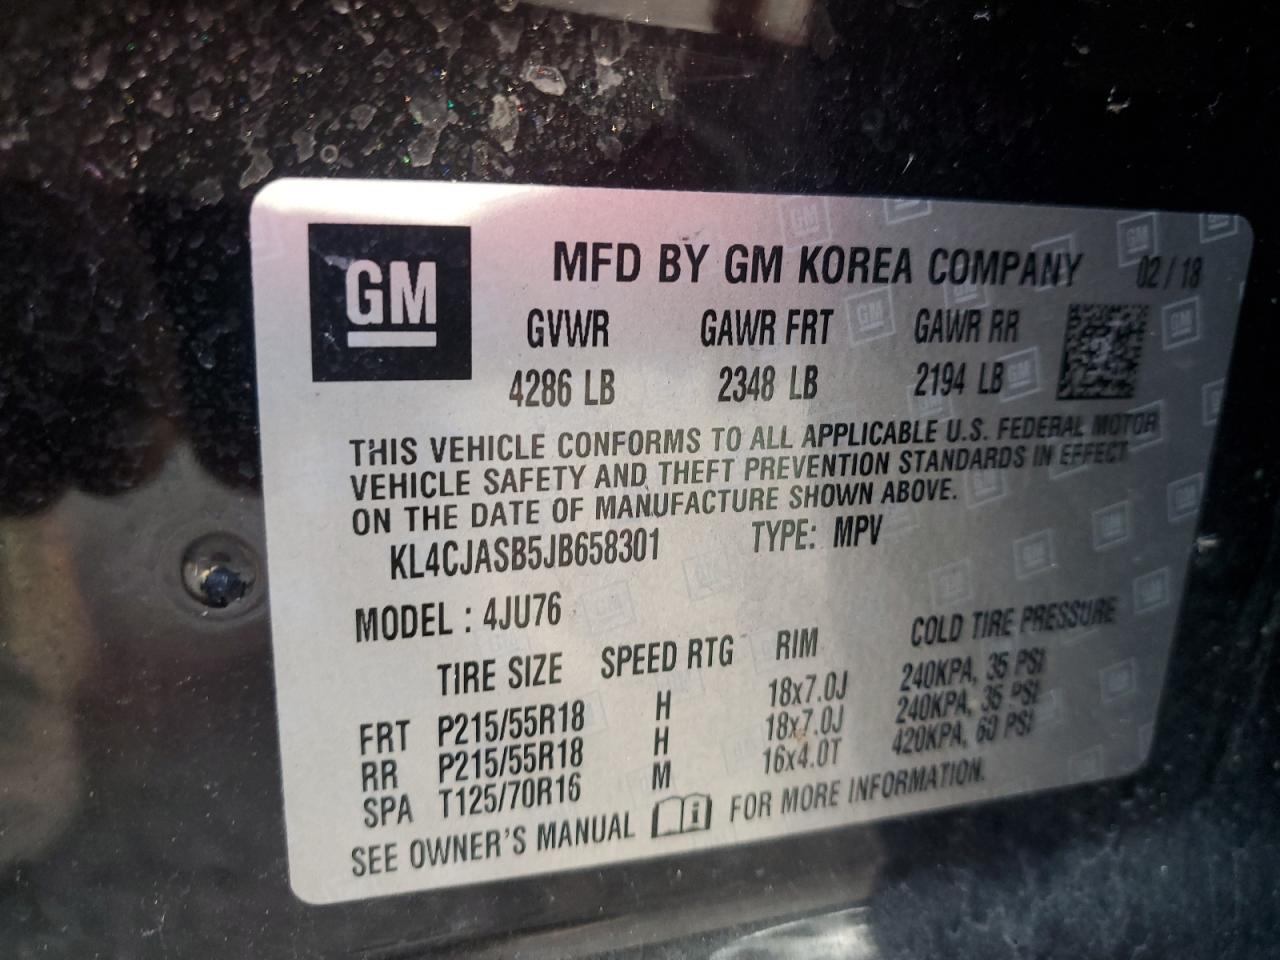 GM
MFD BY GM KOREA COMPANY 02/18
GVWR GAWR FRT GAWR RR
4286 LB 2348 LB 2194 LB
THIS VEHICLE CONFORMS TO ALL APPLICABLE U.S. FEDERAL MOTOR
VEHICLE SAFETY AND THEFT PREVENTION STANDARDS IN EFFECT
ON THE DATE OF MANUFACTURE SHOWN ABOVE.
KL4CJASB5JB658301 TYPE: MPV
MODEL : 4JU76
TIRE SIZE SPEED RTG RIM COLD TIRE PRESSURE
FRT P215/55R18 H 18x7.0J 240KPA, 35 PSI
RR P215/55R18 H 18x7.0J 240KPA, 35 PSI
SPA T125/70R16 M 16x4.0T 420KPA, 60 PSI
SEE OWNER'S MANUAL i FOR MORE INFORMATION.